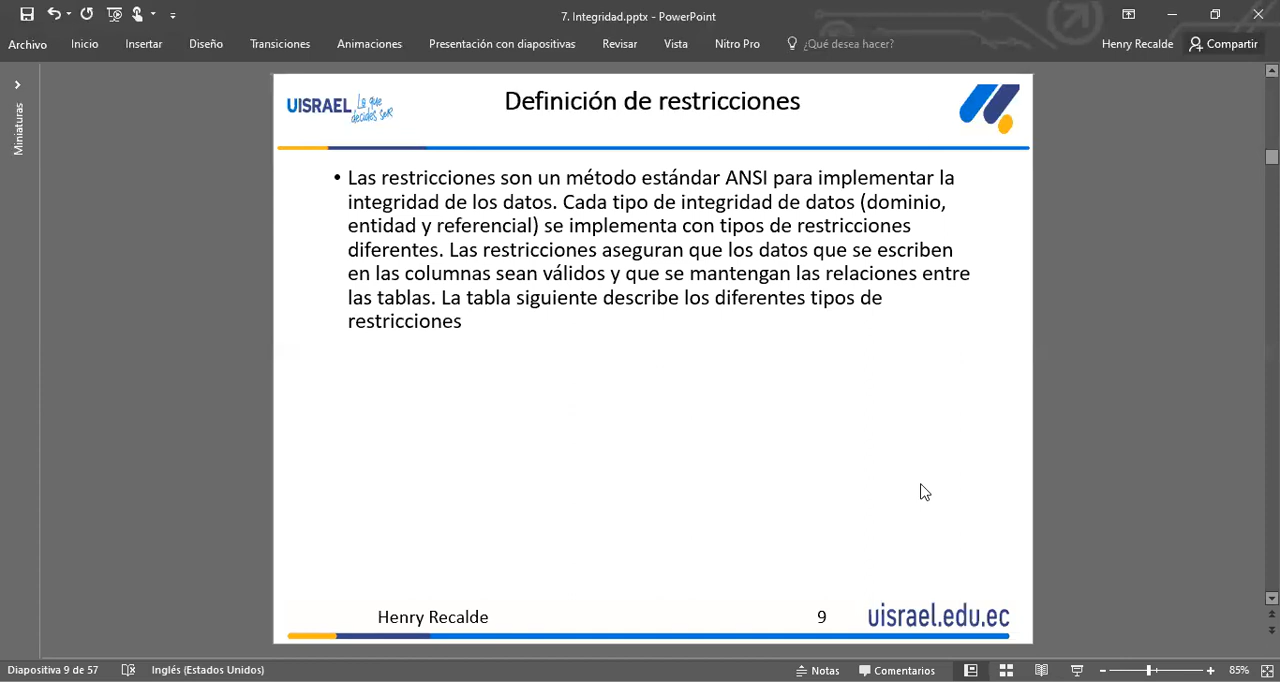 7. Integridad.pptx - PowerPoint
Archivo Inicio Insertar Diseño Transiciones Animaciones Presentación con diapositivas Revisar Vista Nitro Pro ¿Qué desea hacer? Henry Recalde Compartir
Miniaturas
UISRAEL Lo que decides ser
Definición de restricciones
• Las restricciones son un método estándar ANSI para implementar la
integridad de los datos. Cada tipo de integridad de datos (dominio,
entidad y referencial) se implementa con tipos de restricciones
diferentes. Las restricciones aseguran que los datos que se escriben
en las columnas sean válidos y que se mantengan las relaciones entre
las tablas. La tabla siguiente describe los diferentes tipos de
restricciones
Henry Recalde 9 uisrael.edu.ec
Diapositiva 9 de 57 Inglés (Estados Unidos) Notas Comentarios 85%